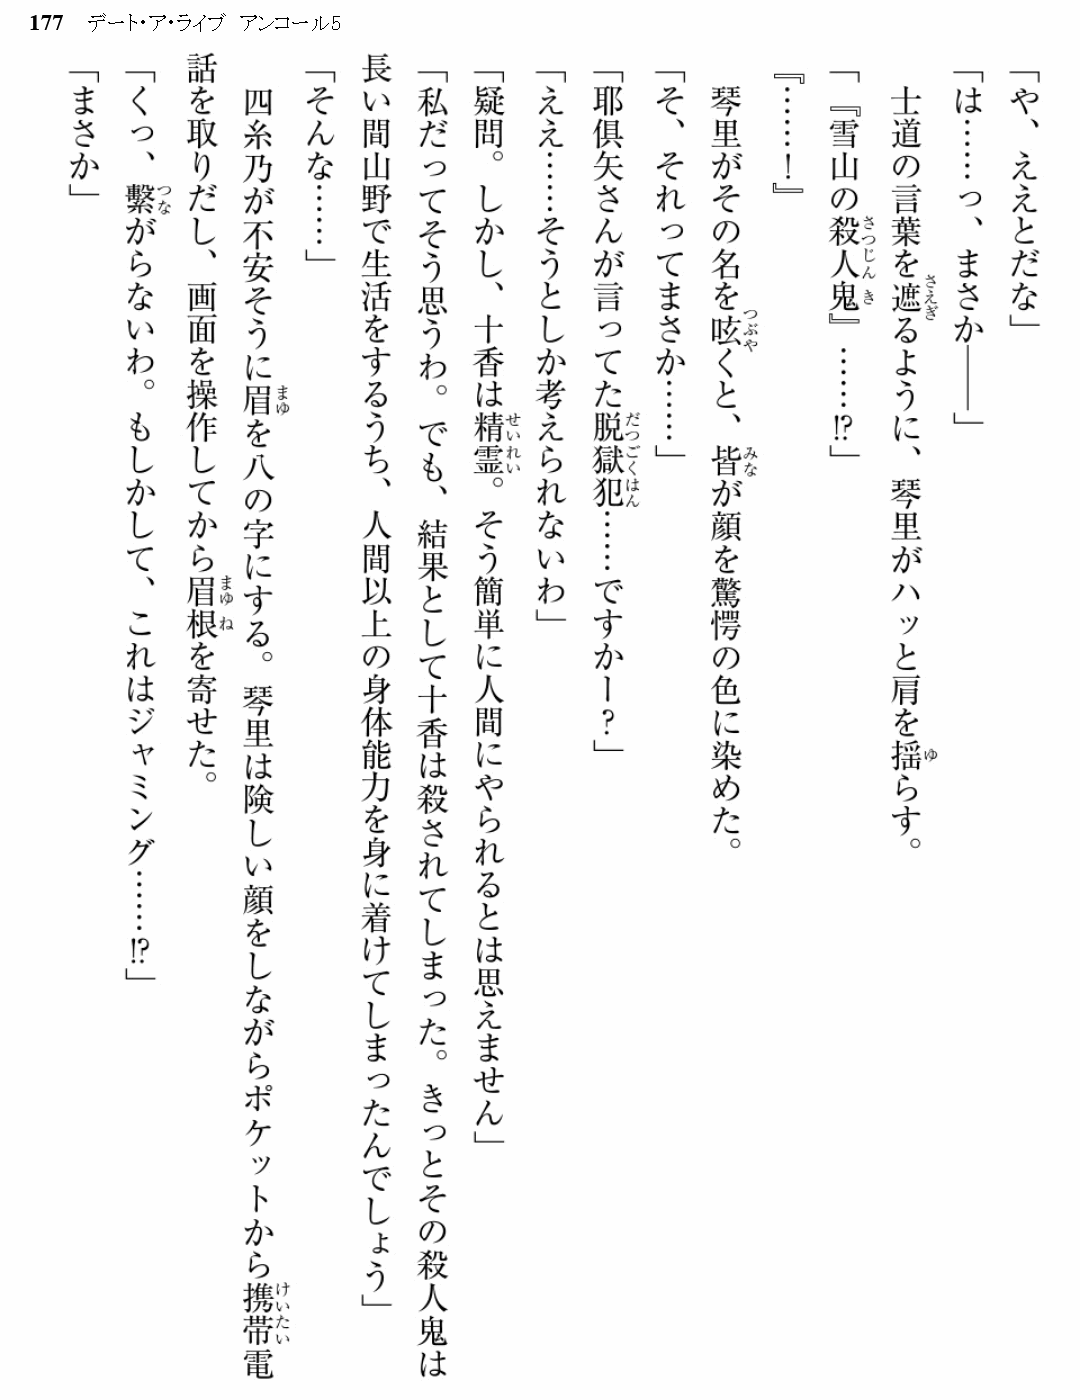 177 デート・ア・ライブ アンコール5
「や、ええとだな」
「は……っ、まさか――」
士道の言葉を遮るように、琴里がハッと肩を揺らす。
「『雪山の殺人鬼』……!?」
『……！』
琴里がその名を呟くと、皆が顔を驚愕の色に染めた。
「そ、それってまさか……」
「耶倶矢さんが言ってた脱獄犯……ですかー？」
「ええ……そうとしか考えられないわ」
「疑問。しかし、十香は精霊。そう簡単に人間にやられるとは思えません」
「私だってそう思うわ。でも、結果として十香は殺されてしまった。きっとその殺人鬼は
長い間山野で生活をするうち、人間以上の身体能力を身に着けてしまったんでしょう」
「そんな……」
四糸乃が不安そうに眉を八の字にする。琴里は険しい顔をしながらポケットから携帯電
話を取りだし、画面を操作してから眉根を寄せた。
「くっ、繫がらないわ。もしかして、これはジャミング……!?」
「まさか」